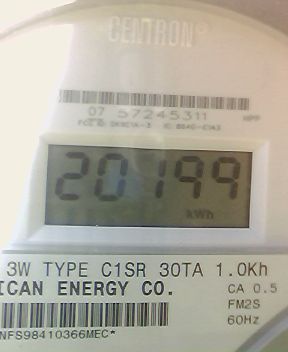 CENTRON®
07 57245311
20199
kWh
3W TYPE C1SR 30TA 1.0Kh
ICAN ENERGY CO.
CA 0.5
FM2S
60Hz
NFS98410366MEC*